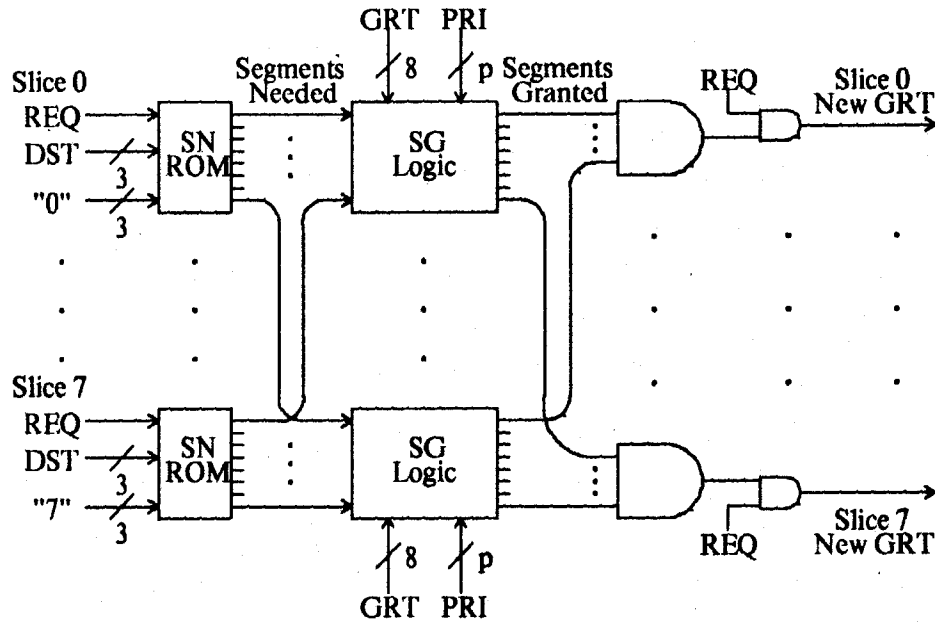 GRT PRI
8 p
Segments
Needed
Segments
Granted
Slice 0
REQ
DST
3
"0"
3
SN
ROM
SG
Logic
REQ
Slice 0
New GRT
Slice 7
REQ
DST
3
"7"
3
SN
ROM
SG
Logic
REQ
Slice 7
New GRT
8 p
GRT PRI